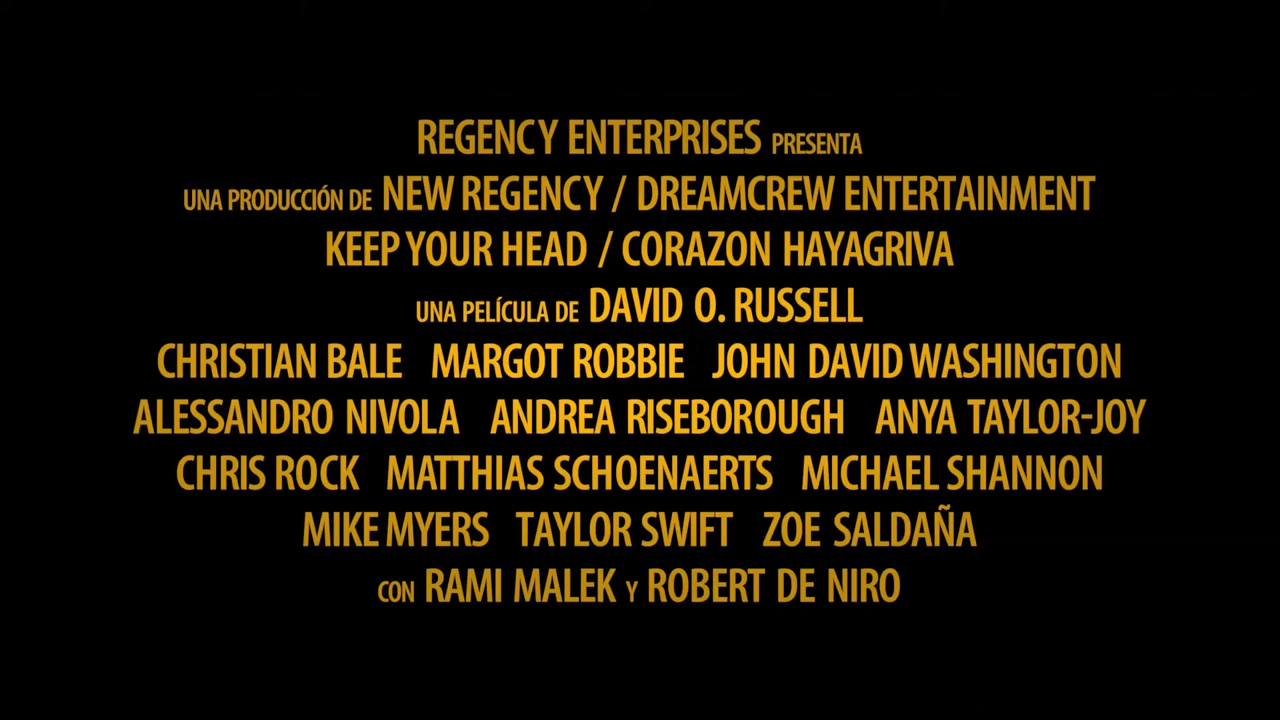 REGENCY ENTERPRISES PRESENTA
UNA PRODUCCIÓN DE NEW REGENCY / DREAMCREW ENTERTAINMENT
KEEP YOUR HEAD / CORAZON HAYAGRIVA
UNA PELÍCULA DE DAVID O. RUSSELL
CHRISTIAN BALE MARGOT ROBBIE JOHN DAVID WASHINGTON
ALESSANDRO NIVOLA ANDREA RISEBOROUGH ANYA TAYLOR-JOY
CHRIS ROCK MATTHIAS SCHOENAERTS MICHAEL SHANNON
MIKE MYERS TAYLOR SWIFT ZOE SALDAÑA
CON RAMI MALEK Y ROBERT DE NIRO